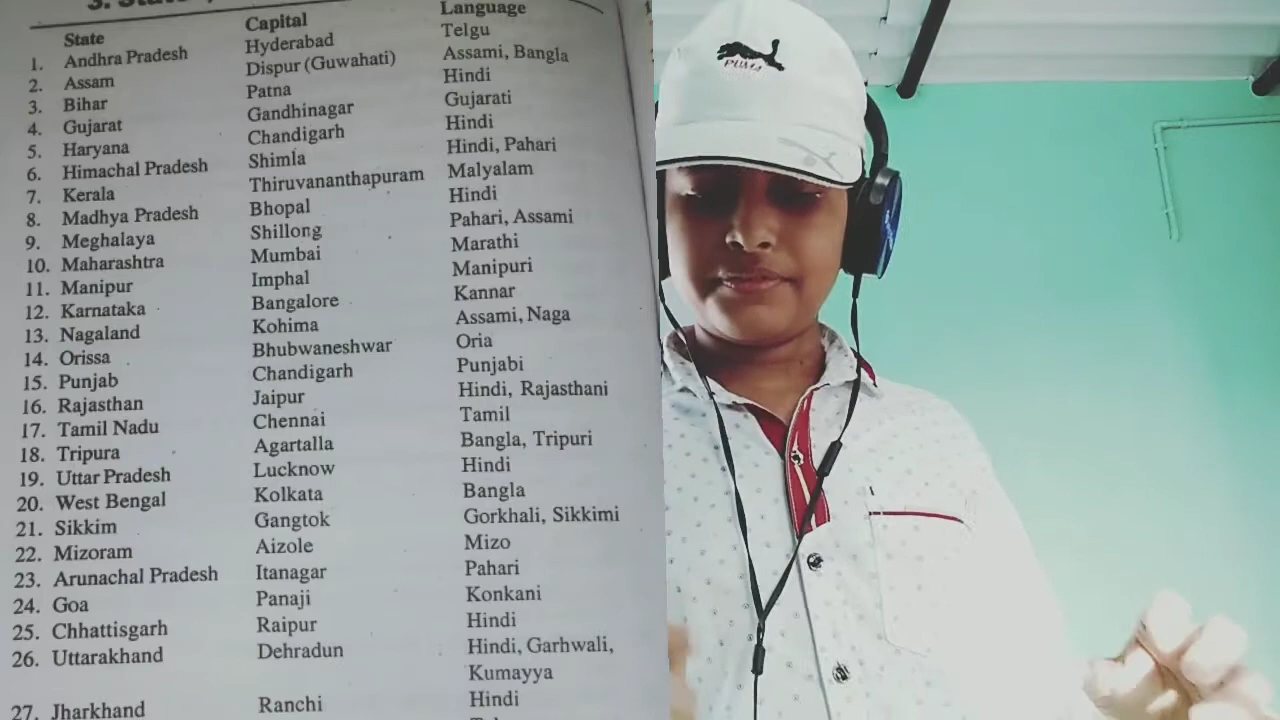 3. State
State Capital Language
1. Andhra Pradesh Hyderabad Telgu
2. Assam Dispur (Guwahati) Assami, Bangla
3. Bihar Patna Hindi
4. Gujarat Gandhinagar Gujarati
5. Haryana Chandigarh Hindi
6. Himachal Pradesh Shimla Hindi, Pahari
7. Kerala Thiruvananthapuram Malyalam
8. Madhya Pradesh Bhopal Hindi
9. Meghalaya Shillong Pahari, Assami
10. Maharashtra Mumbai Marathi
11. Manipur Imphal Manipuri
12. Karnataka Bangalore Kannar
13. Nagaland Kohima Assami, Naga
14. Orissa Bhubwaneshwar Oria
15. Punjab Chandigarh Punjabi
16. Rajasthan Jaipur Hindi, Rajasthani
17. Tamil Nadu Chennai Tamil
18. Tripura Agartalla Bangla, Tripuri
19. Uttar Pradesh Lucknow Hindi
20. West Bengal Kolkata Bangla
21. Sikkim Gangtok Gorkhali, Sikkimi
22. Mizoram Aizole Mizo
23. Arunachal Pradesh Itanagar Pahari
24. Goa Panaji Konkani
25. Chhattisgarh Raipur Hindi
26. Uttarakhand Dehradun Hindi, Garhwali,
Kumayya
27. Jharkhand Ranchi Hindi
PUMA